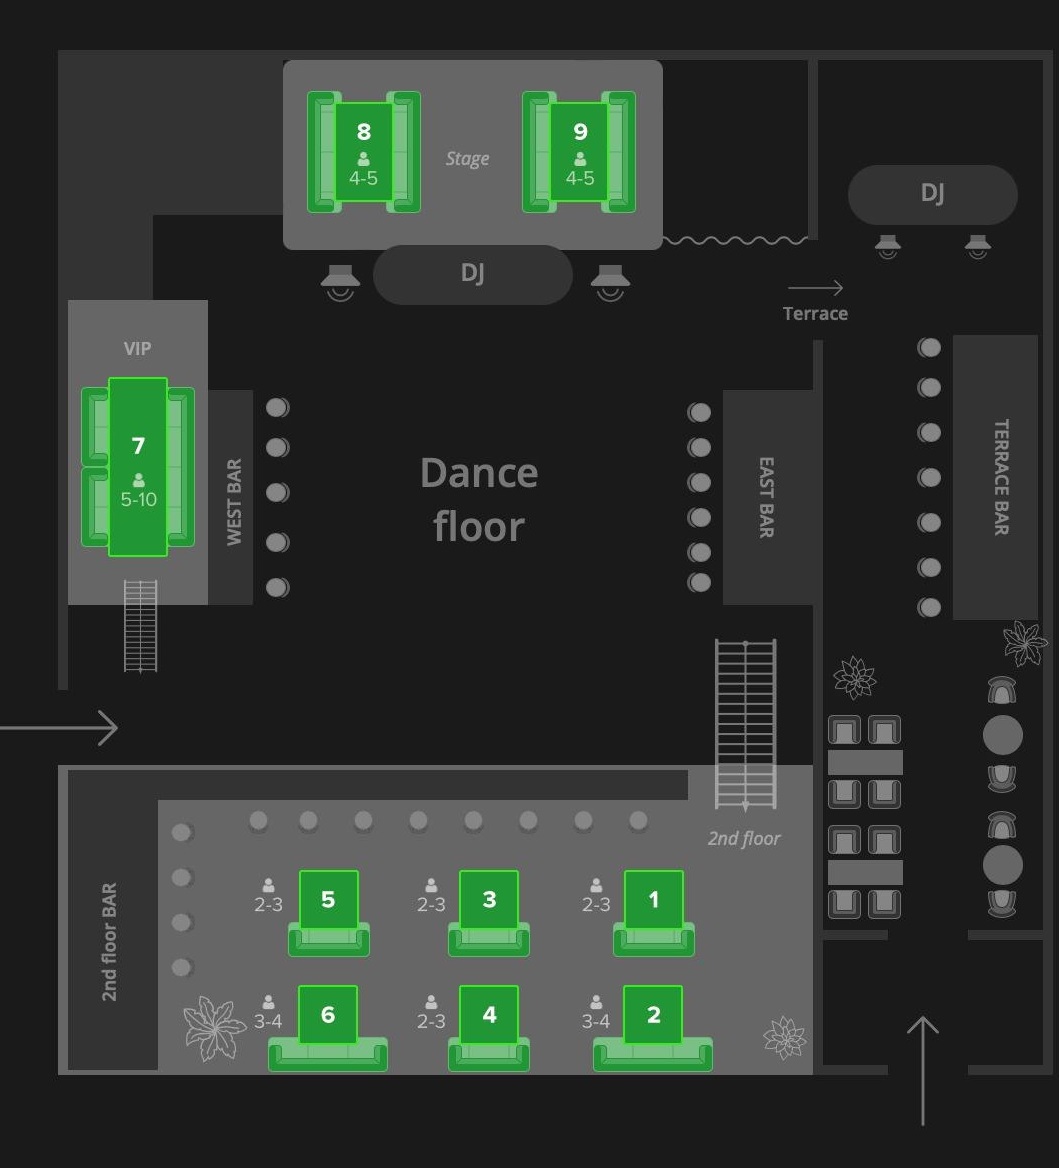 8
4-5
Stage
9
4-5
DJ
DJ
Terrace
VIP
7
5-10
WEST BAR
Dance
floor
EAST BAR
TERRACE BAR
2nd floor
2nd floor BAR
2-3
5
2-3
3
2-3
1
3-4
6
2-3
4
3-4
2